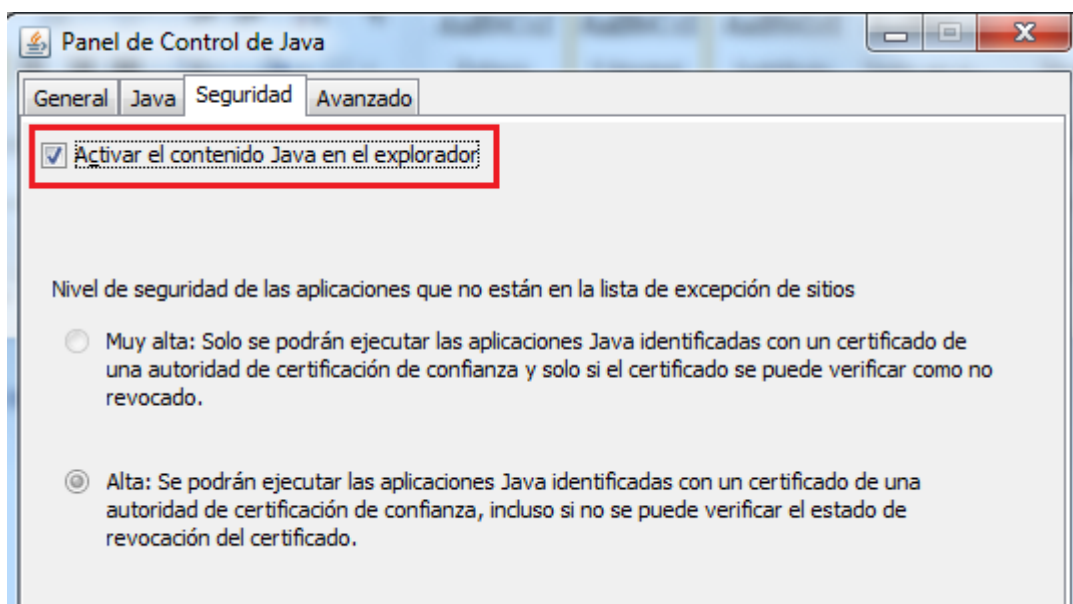 Panel de Control de Java
General Java Seguridad Avanzado
Activar el contenido Java en el explorador
Nivel de seguridad de las aplicaciones que no están en la lista de excepción de sitios
Muy alta: Solo se podrán ejecutar las aplicaciones Java identificadas con un certificado de
una autoridad de certificación de confianza y solo si el certificado se puede verificar como no
revocado.
Alta: Se podrán ejecutar las aplicaciones Java identificadas con un certificado de una
autoridad de certificación de confianza, incluso si no se puede verificar el estado de
revocación del certificado.